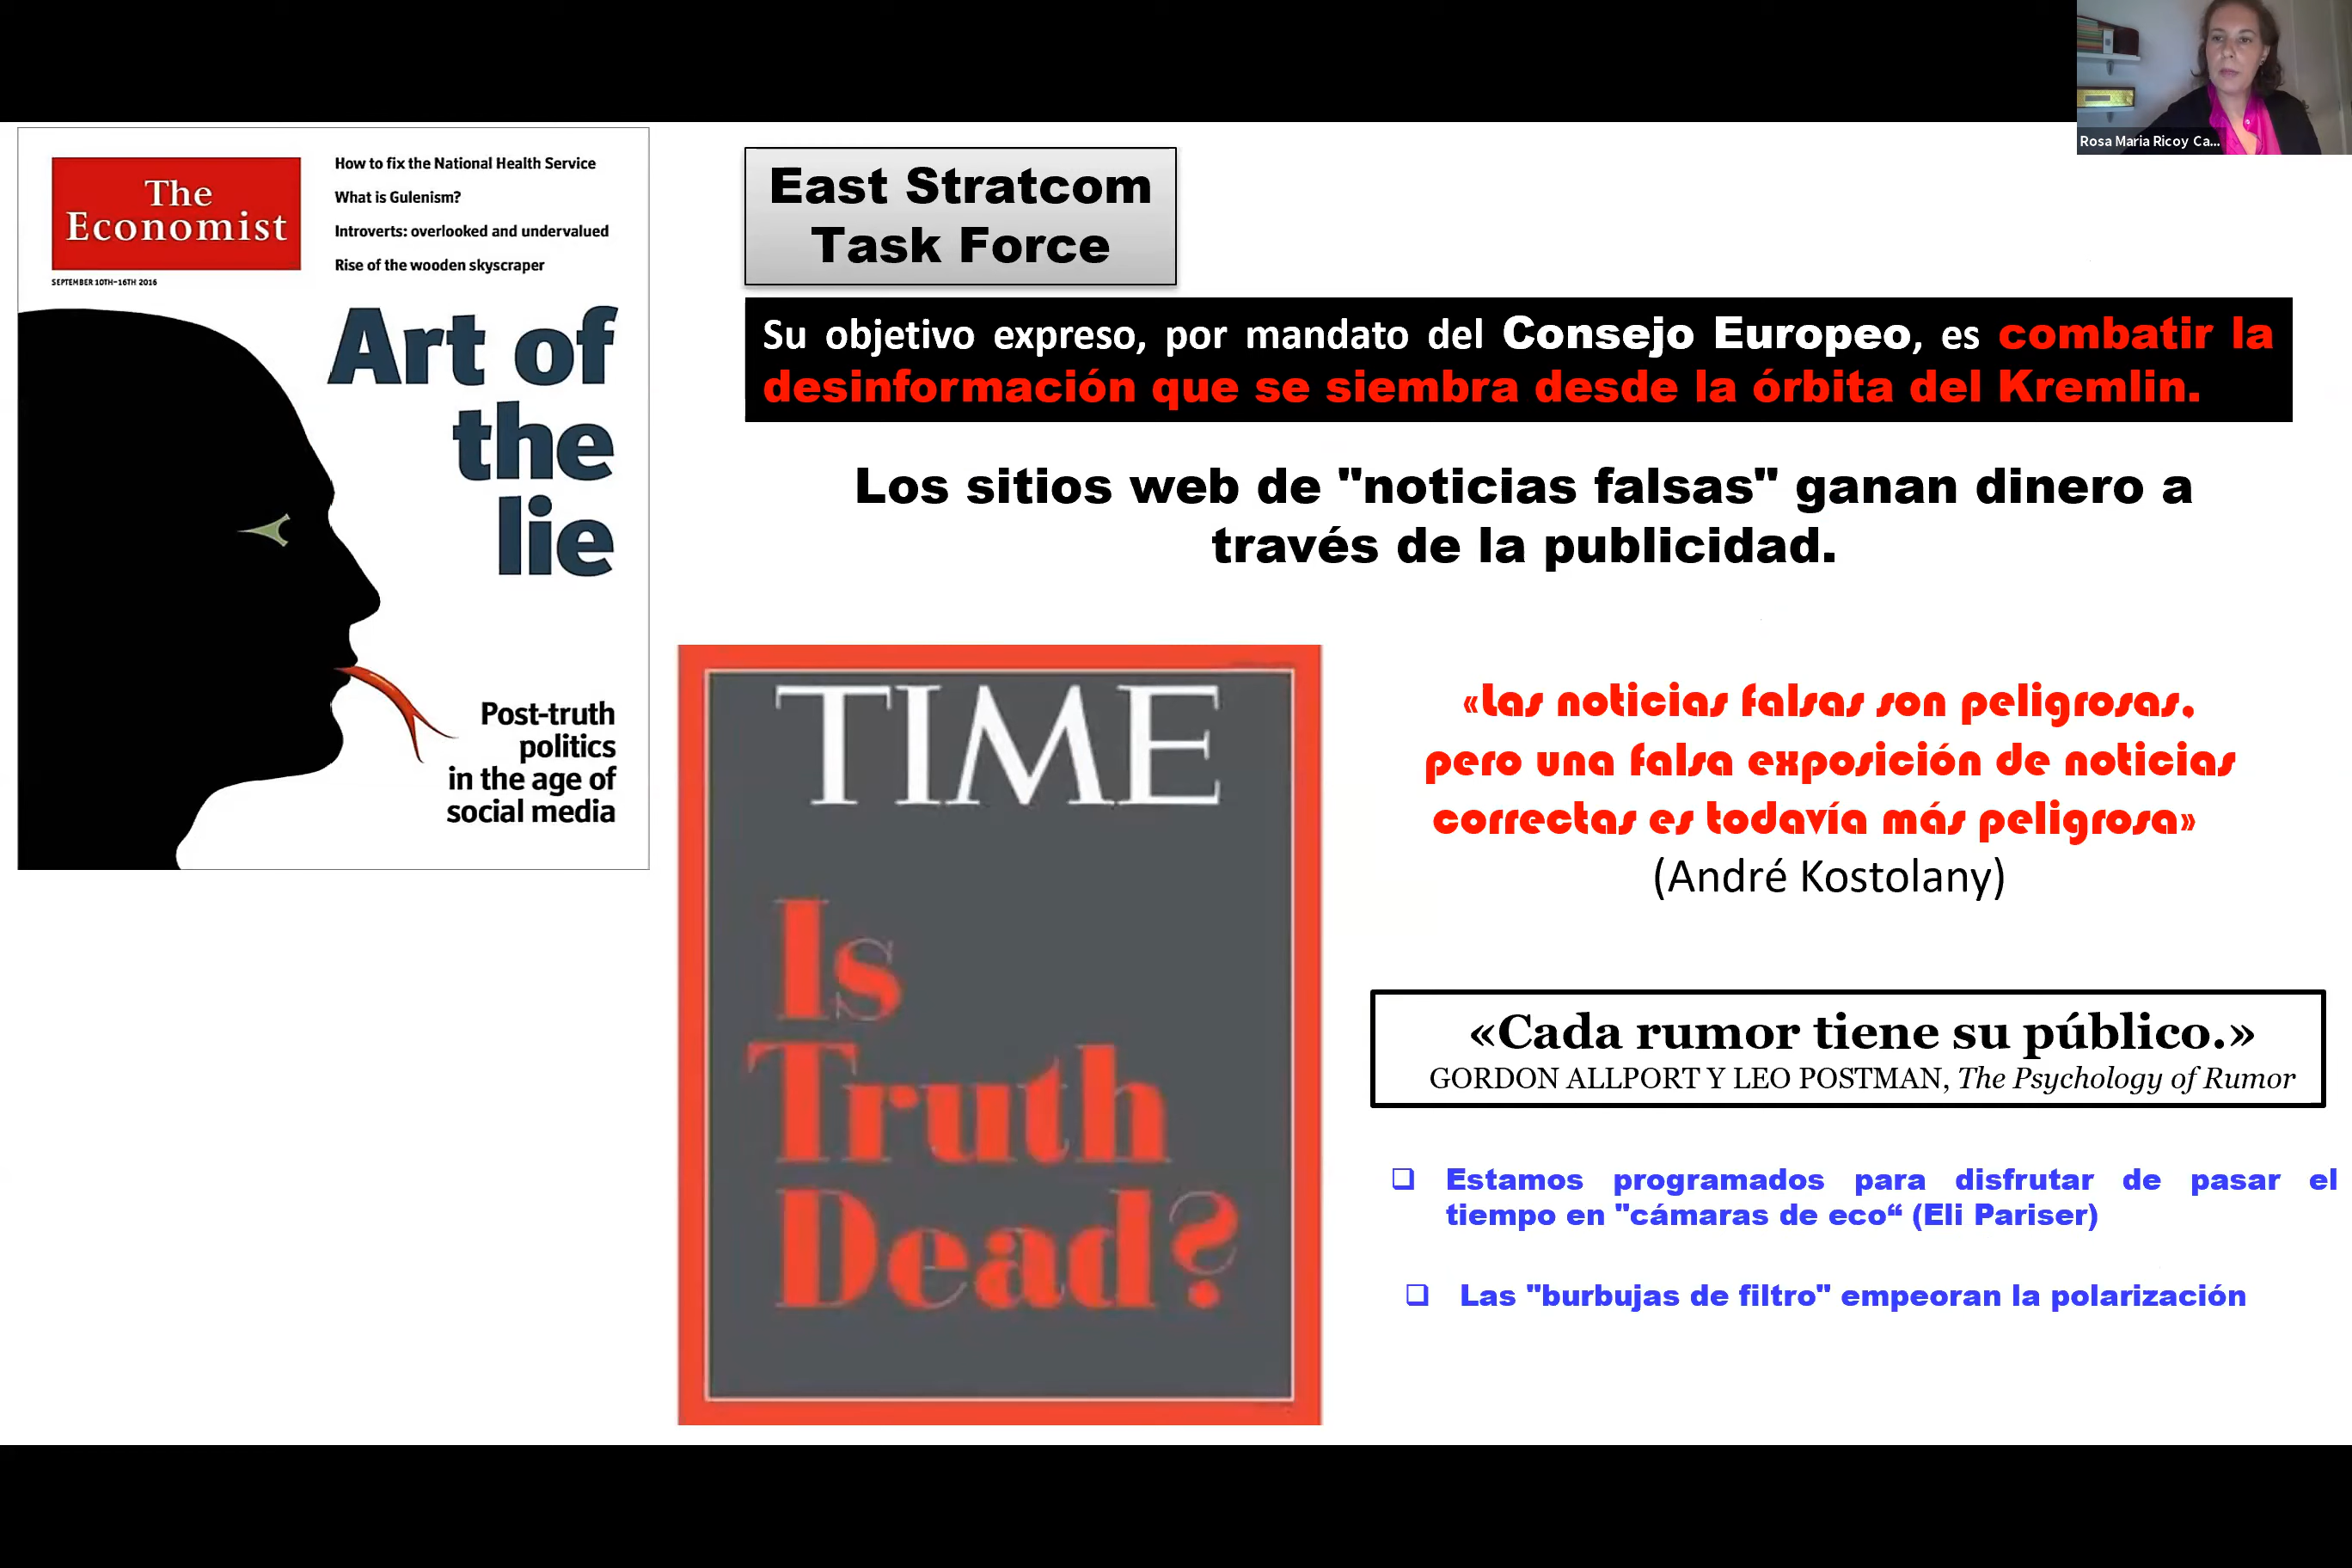 Rosa Maria Ricoy Ca...
The
Economist
SEPTEMBER 10TH-16TH 2016
How to fix the National Health Service
What is Gulenism?
Introverts: overlooked and undervalued
Rise of the wooden skyscraper
Art of
the
lie
Post-truth
politics
in the age of
social media
East Stratcom
Task Force
Su objetivo expreso, por mandato del Consejo Europeo, es combatir la
desinformación que se siembra desde la órbita del Kremlin.
Los sitios web de "noticias falsas" ganan dinero a
través de la publicidad.
TIME
Is
Truth
Dead?
«Las noticias falsas son peligrosas,
pero una falsa exposición de noticias
correctas es todavía más peligrosa»
(André Kostolany)
«Cada rumor tiene su público.»
GORDON ALLPORT Y LEO POSTMAN, The Psychology of Rumor
❑ Estamos programados para disfrutar de pasar el
tiempo en "cámaras de eco“ (Eli Pariser)
❑ Las "burbujas de filtro" empeoran la polarización